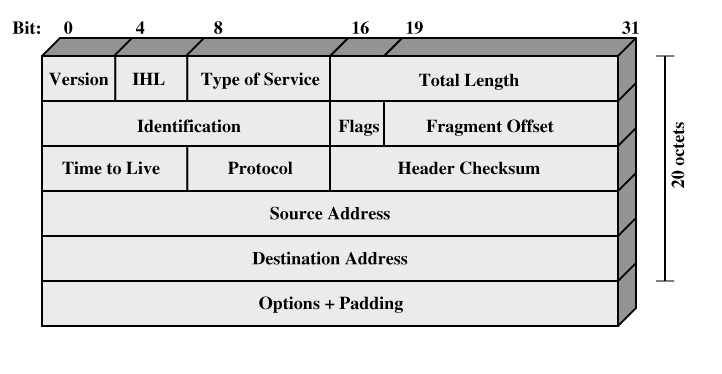 Bit: 0 4 8 16 19 31
Version IHL Type of Service Total Length
Identification Flags Fragment Offset
Time to Live Protocol Header Checksum
Source Address
Destination Address
Options + Padding
20 octets